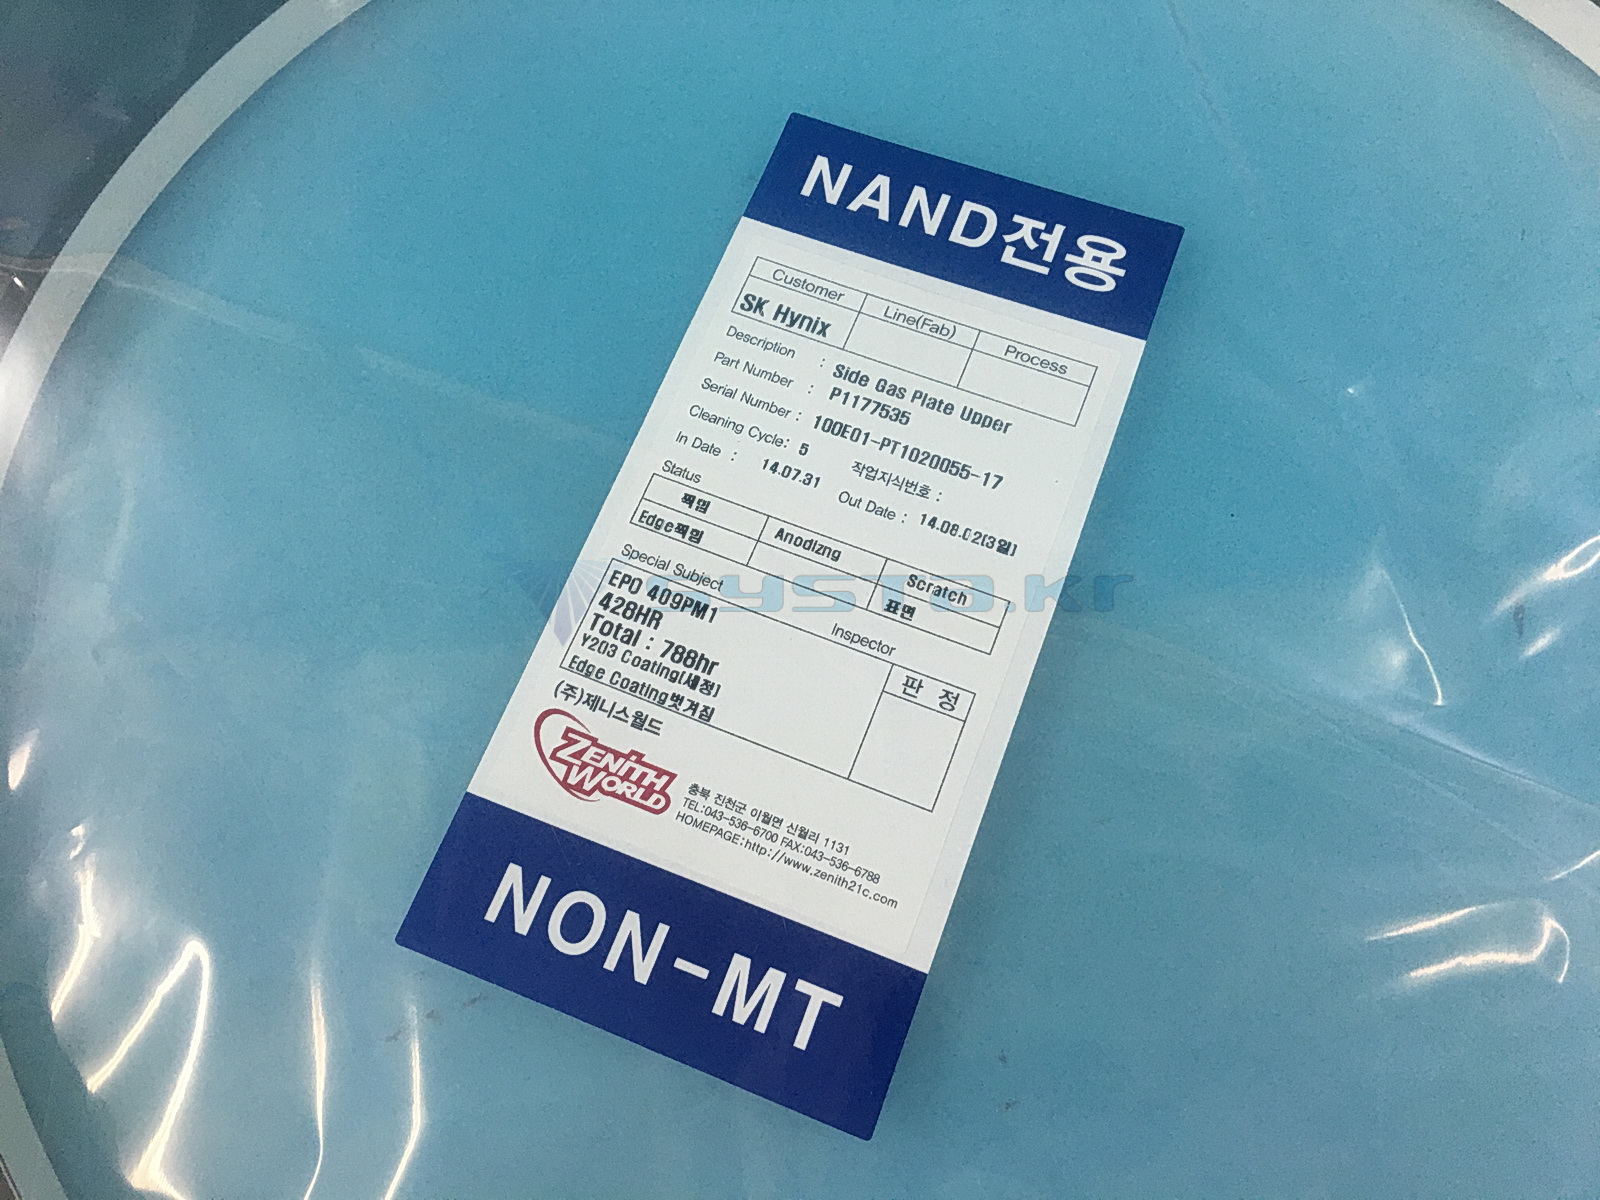 NAND전용
Customer Line(Fab) Process
SK Hynix
Description : Side Gas Plate Upper
Part Number : P1177535
Serial Number : 100E01-PT1020055-17
Cleaning Cycle: 5 작업지식번호 :
In Date : 14.07.31 Out Date : 14.08.02(3일)
Status
찍힘 Anodizng Scratch
Edge찍힘 표면
Special Subject Inspector
EPD 409PM1
428HR
Total : 788hr
Y203 Coating(세정)
Edge Coating벗겨짐
판 정
(주)제니스월드
ZENITH WORLD
충북 진천군 이월면 신월리 1131
TEL:043-536-6700 FAX:043-536-6788
HOMEPAGE:http://www.zenith21c.com
NON-MT
systa.kr